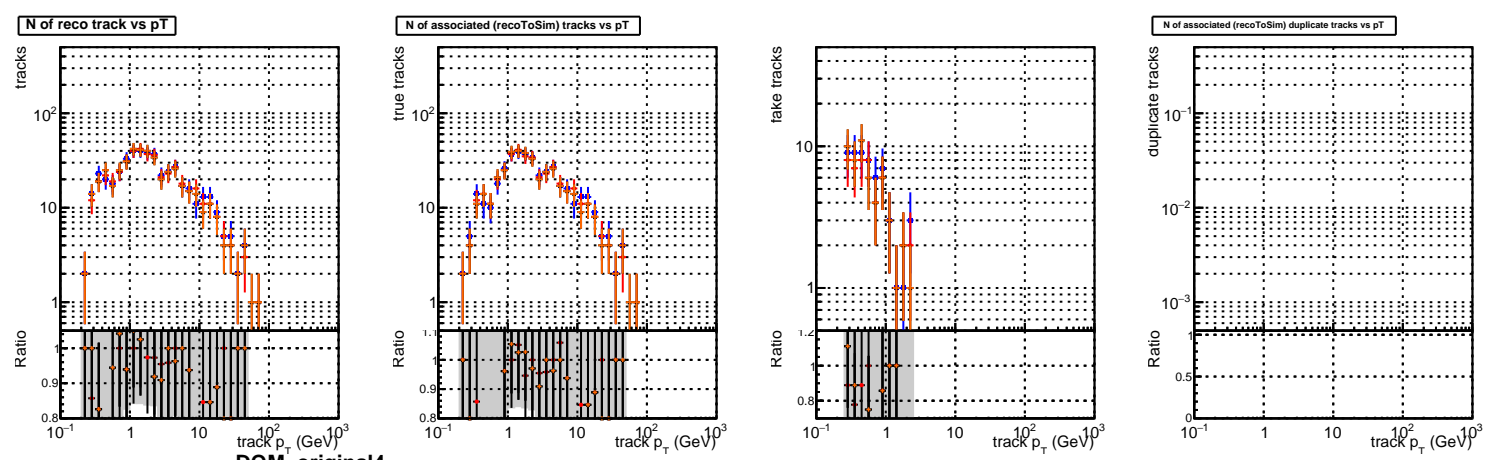 N of reco track vs pT
tracks
10²
10
1
Ratio
1
0.9
0.8
10⁻¹ 1 10 10² 10³
track p_T (GeV)
N of associated (recoToSim) tracks vs pT
true tracks
10²
10
1
Ratio
1.1
1
0.9
0.8
10⁻¹ 1 10 10² 10³
track p_T (GeV)
fake tracks
10
1
Ratio
1.2
1
0.8
10⁻¹ 1 10 10² 10³
track p_T (GeV)
N of associated (recoToSim) duplicate tracks vs pT
duplicate tracks
10⁻¹
10⁻²
10⁻³
Ratio
1
0.5
0
10⁻¹ 1 10 10² 10³
track p_T (GeV)